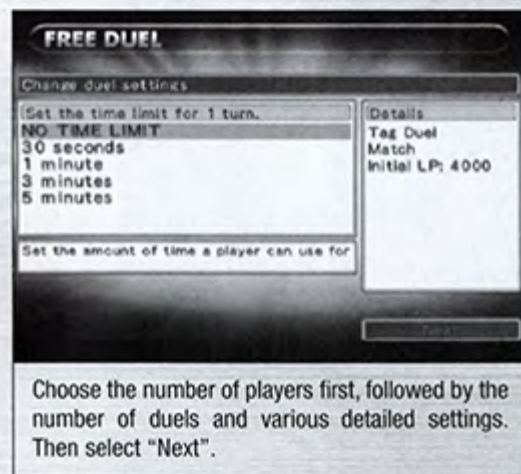 FREE DUEL
Change duel settings
Set the time limit for 1 turn.
NO TIME LIMIT
30 seconds
1 minute
3 minutes
5 minutes
Set the amount of time a player can use for
Details
Tag Duel
Match
Initial LP: 4000
Next
Choose the number of players first, followed by the
number of duels and various detailed settings.
Then select “Next”.